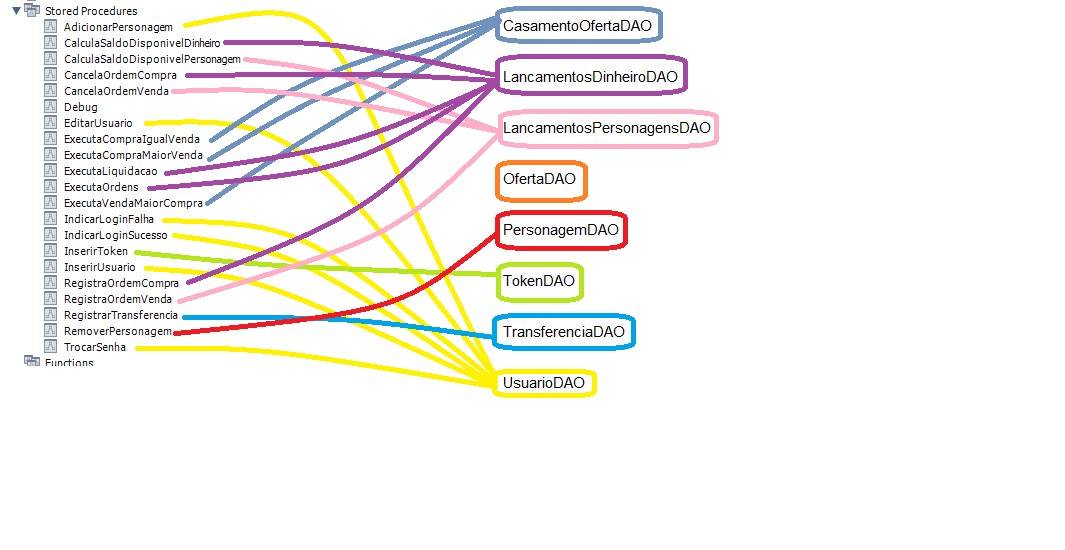 Stored Procedures
AdicionarPersonagem
CalculaSaldoDisponivelDinheiro
CalculaSaldoDisponivelPersonagem
CancelaOrdemCompra
CancelaOrdemVenda
Debug
EditarUsuario
ExecutaCompraIgualVenda
ExecutaCompraMaiorVenda
ExecutaLiquidacao
ExecutaOrdens
ExecutaVendaMaiorCompra
IndicarLoginFalha
IndicarLoginSucesso
InserirToken
InserirUsuario
RegistraOrdemCompra
RegistraOrdemVenda
RegistrarTransferencia
RemoverPersonagem
TrocarSenha
Functions
CasamentoOfertaDAO
LancamentosDinheiroDAO
LancamentosPersonagensDAO
OfertaDAO
PersonagemDAO
TokenDAO
TransferenciaDAO
UsuarioDAO